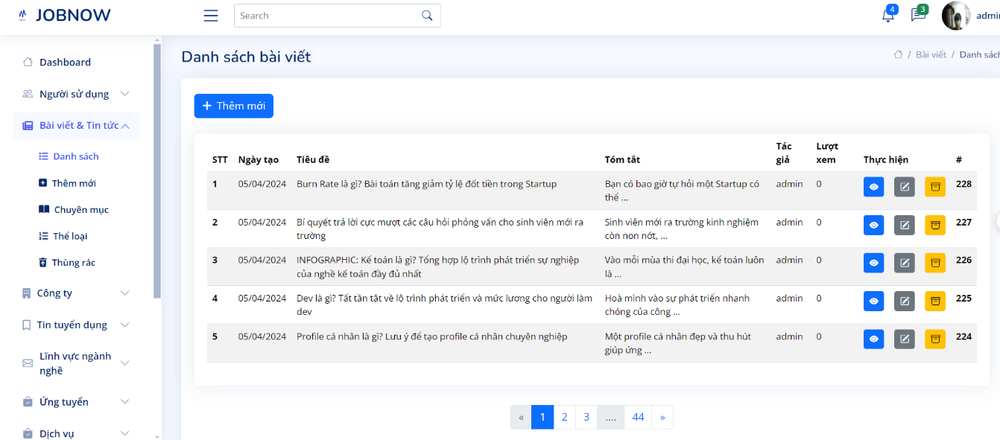 JOBNOW
Search
4
3
Dashboard
Người sử dụng
Bài viết & Tin tức
Danh sách
Thêm mới
Chuyên mục
Thể loại
Thùng rác
Công ty
Tin tuyển dụng
Lĩnh vực ngành
nghề
Ứng tuyển
Dịch vụ
Danh sách bài viết
/ Bài viết / Danh sách
+ Thêm mới
STT Ngày tạo Tiêu đề Tóm tắt Tác giả Lượt xem Thực hiện #
1 05/04/2024 Burn Rate là gì? Bài toán tăng giảm tỷ lệ đốt tiền trong Startup Bạn có bao giờ tự hỏi một Startup có admin 0 228
thể ...
2 05/04/2024 Bí quyết trả lời cực mượt các câu hỏi phỏng vấn cho sinh viên mới ra Sinh viên mới ra trường kinh nghiệm admin 0 227
trường còn non nớt, ...
3 05/04/2024 INFOGRAPHIC: Kế toán là gì? Tổng hợp lộ trình phát triển sự nghiệp Vào mỗi mùa thi đại học, kế toán luôn admin 0 226
của nghề kế toán đầy đủ nhất là ...
4 05/04/2024 Dev là gì? Tất tần tật về lộ trình phát triển và mức lương cho người làm Hoà mình vào sự phát triển nhanh admin 0 225
dev chóng của công ...
5 05/04/2024 Profile cá nhân là gì? Lưu ý để tạo profile cá nhân chuyên nghiệp Một profile cá nhân đẹp và thu hút admin 0 224
giúp ứng ...
« 1 2 3 .... 44 »